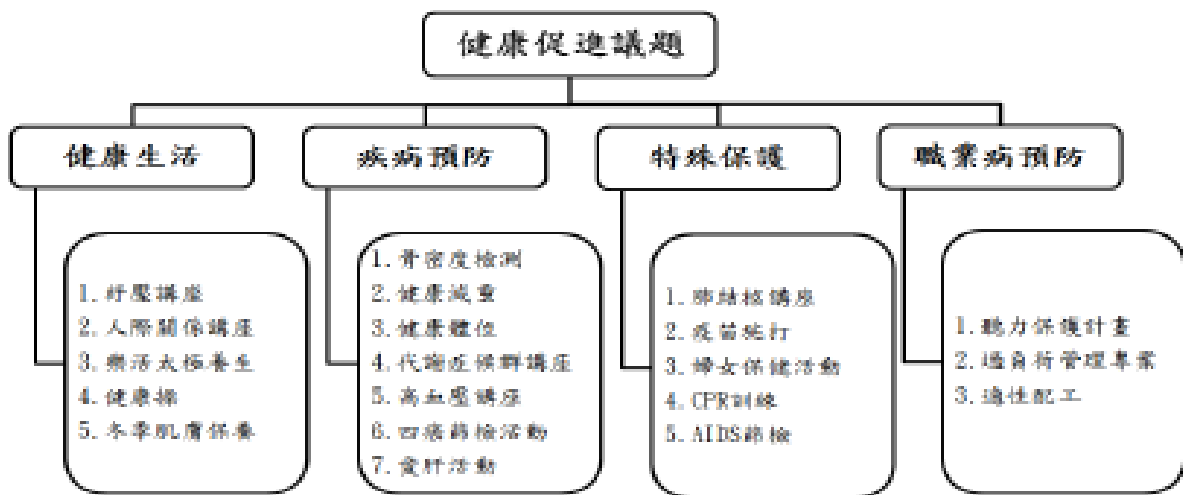 健康促進議題
健康生活
疾病預防
特殊保護
職業病預防
1. 紓壓講座
2. 人際關係講座
3. 樂活太極養生
4. 健康操
5. 冬季肌膚保養
1. 骨密度檢測
2. 健康減重
3. 健康體位
4. 代謝症候群講座
5. 高血壓講座
6. 四癌篩檢活動
7. 愛肝活動
1. 肺結核講座
2. 疫苗施打
3. 婦女保健活動
4. CPR訓練
5. AIDS篩檢
1. 聽力保護計畫
2. 過負荷管理專案
3. 適性配工